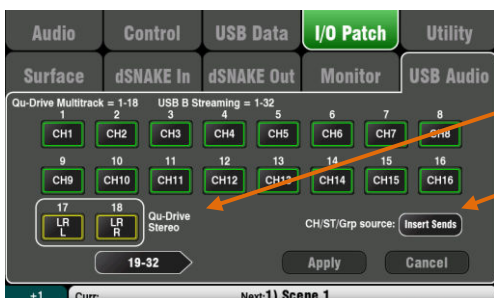 Audio Control USB Data I/O Patch Utility
Surface dSNAKE In dSNAKE Out Monitor USB Audio
Qu-Drive Multitrack = 1-18 USB B Streaming = 1-32
1 2 3 4 5 6 7 8
CH1 CH2 CH3 CH4 CH5 CH6 CH7 CH8
9 10 11 12 13 14 15 16
CH9 CH10 CH11 CH12 CH13 CH14 CH15 CH16
17 18
LR L LR R Qu-Drive Stereo
CH/ST/Grp source: Insert Sends
19-32 Apply Cancel
+1 Curr: Next:1) Scene 1